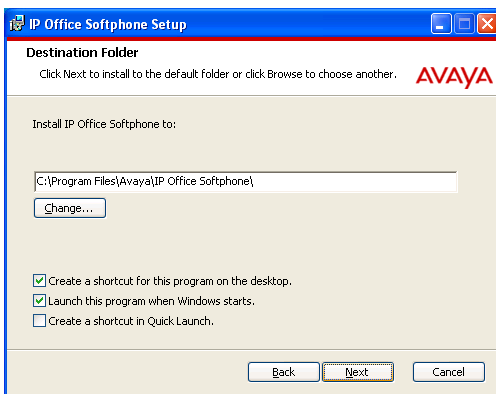 IP Office Softphone Setup
Destination Folder
Click Next to install to the default folder or click Browse to choose another.
AVAYA
Install IP Office Softphone to:
C:\Program Files\Avaya\IP Office Softphone\
Change...
Create a shortcut for this program on the desktop.
Launch this program when Windows starts.
Create a shortcut in Quick Launch.
Back Next Cancel